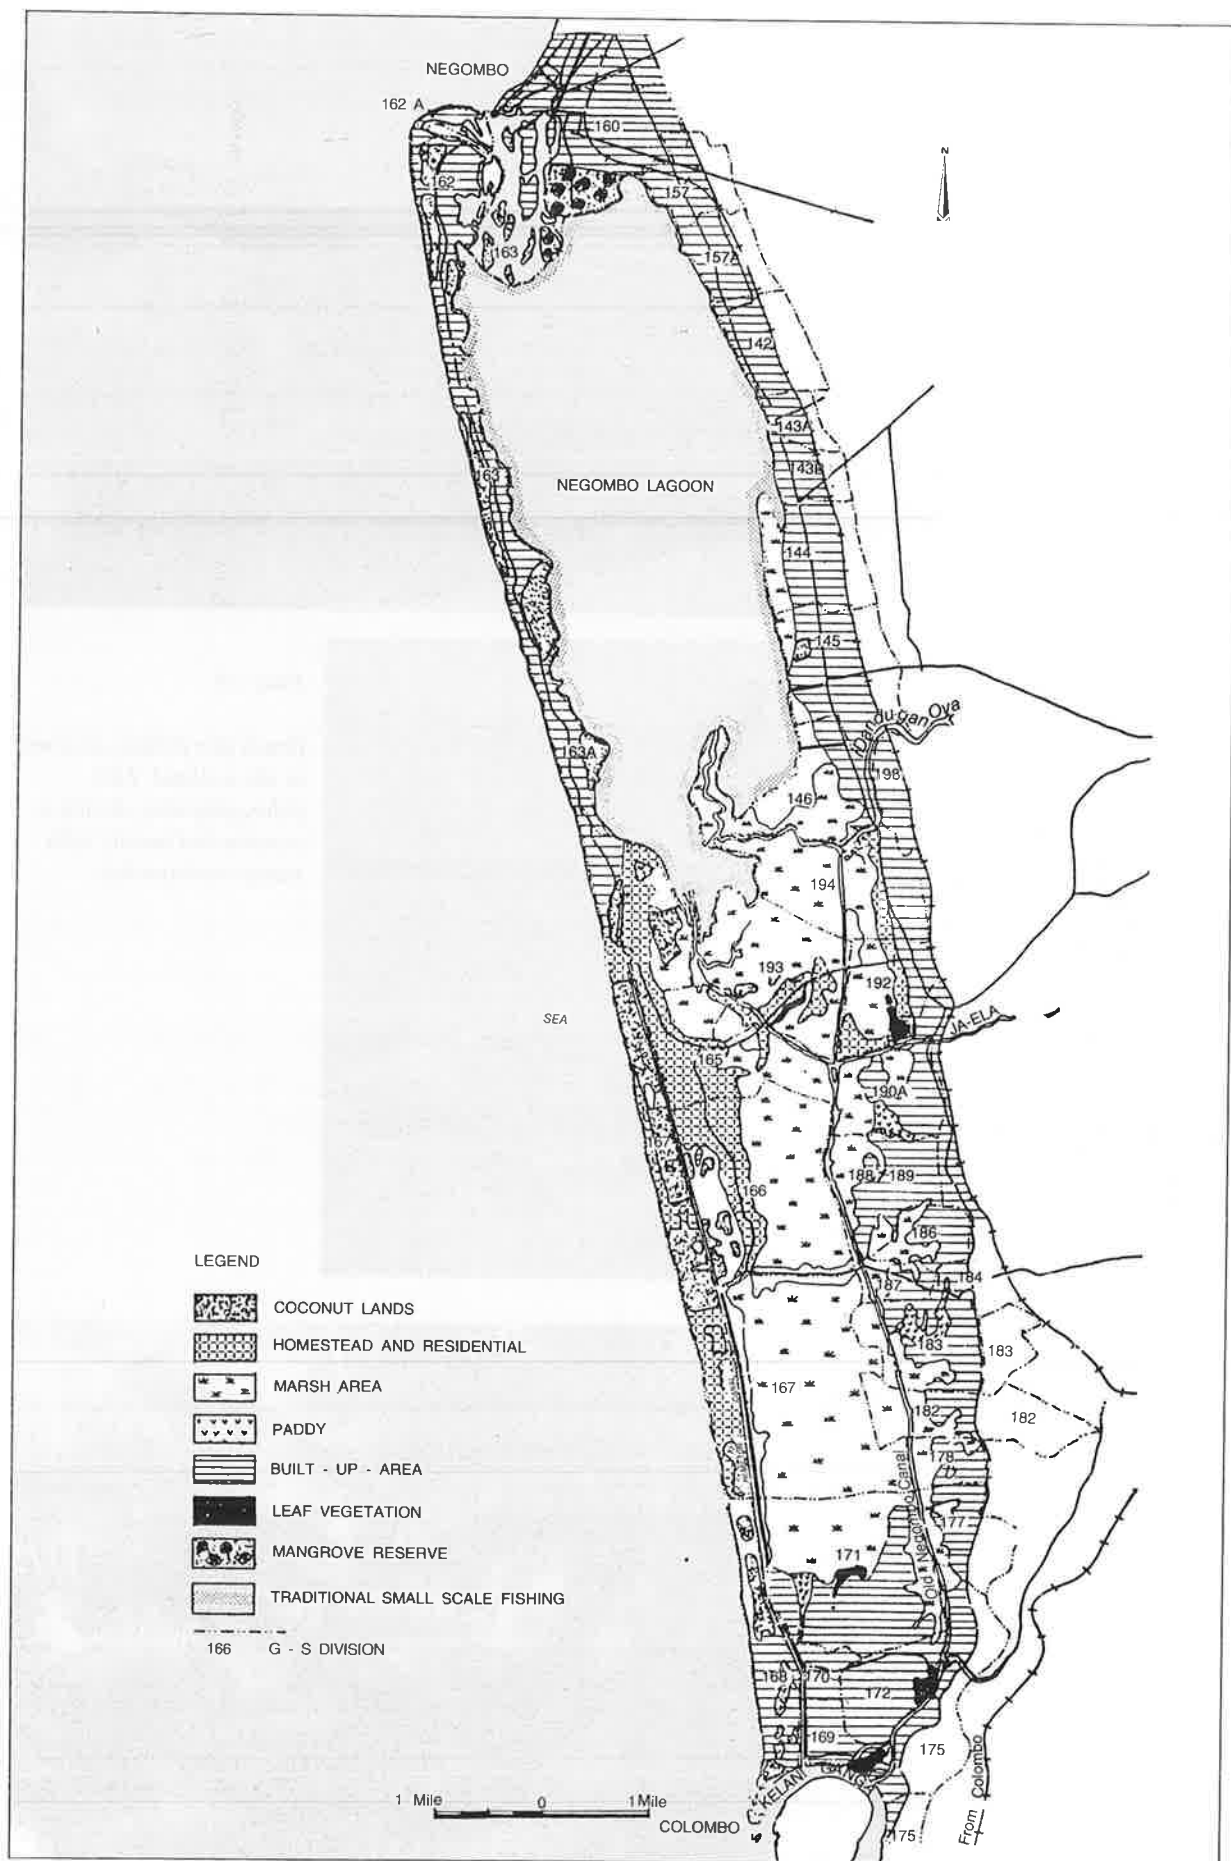 NEGOMBO
162 A
160
N
162
157
163
157A
142
143A
163
143B
NEGOMBO LAGOON
144
145
Dandugan Oya
163A
198
146
194
193
192
SEA
JA-ELA
165
190A
167
188
189
166
186
184
187
183
183
167
182
182
178
Old Negombo Canal
177
171
168
170
172
169
175
KELANI GANGA
175
From Colombo
COLOMBO
1 Mile 0 1 Mile
LEGEND
COCONUT LANDS
HOMESTEAD AND RESIDENTIAL
MARSH AREA
PADDY
BUILT - UP - AREA
LEAF VEGETATION
MANGROVE RESERVE
TRADITIONAL SMALL SCALE FISHING
166 G - S DIVISION